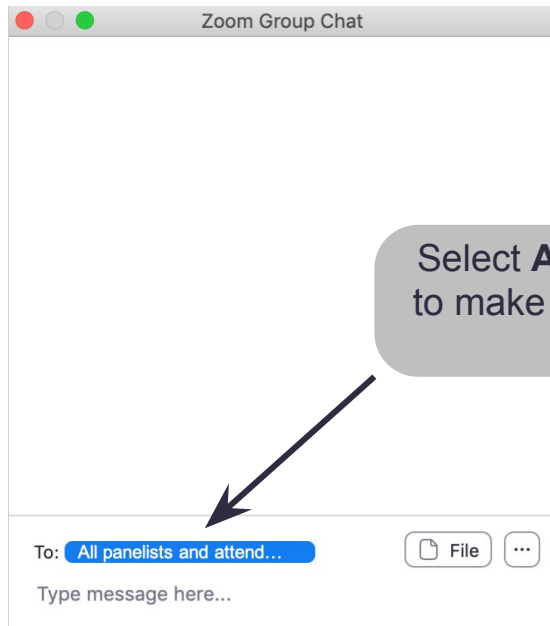 Zoom Group Chat
Select A
to make
To: All panelists and attend... File ...
Type message here...